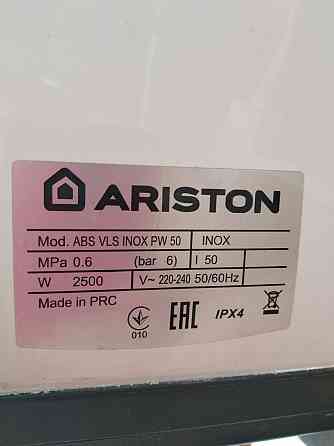 ARISTON
Mod. ABS VLS INOX PW 50 INOX
MPa 0.6 (bar 6) l 50
W 2500 V~ 220-240 50/60Hz
Made in PRC
010 EAC IPX4